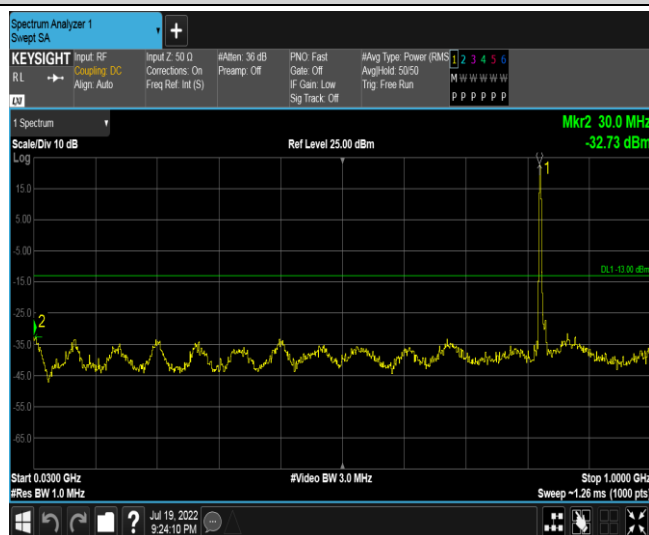 Spectrum Analyzer 1
Swept SA
+
KEYSIGHT
RL
LXI
Input: RF
Coupling: DC
Align: Auto
Input Z: 50 Ω
Corrections: On
Freq Ref: Int (S)
#Atten: 36 dB
Preamp: Off
PNO: Fast
Gate: Off
IF Gain: Low
Sig Track: Off
#Avg Type: Power (RMS
Avg|Hold: 50/50
Trig: Free Run
1 2 3 4 5 6
M W W W W W
P P P P P P
1 Spectrum
Scale/Div 10 dB
Ref Level 25.00 dBm
Mkr2 30.0 MHz
-32.73 dBm
Log
1
15.0
5.00
-5.00
DL1 -13.00 dBm
-15.0
-25.0
2
-35.0
-45.0
-55.0
-65.0
Start 0.0300 GHz
#Video BW 3.0 MHz
Stop 1.0000 GHz
#Res BW 1.0 MHz
Sweep ~1.26 ms (1000 pts)
?
Jul 19, 2022
9:24:10 PM